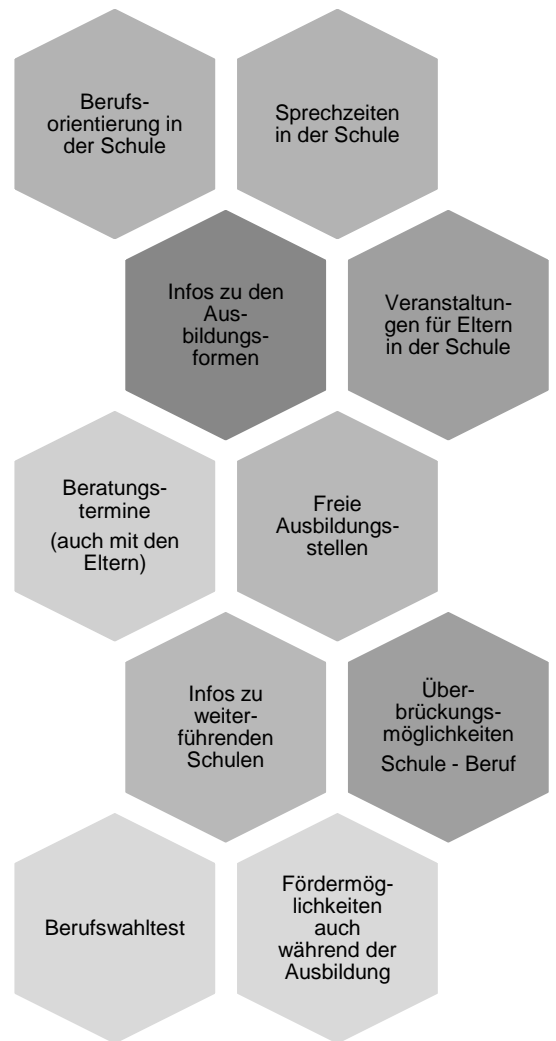 Berufs-
orientierung in
der Schule
Sprechzeiten
in der Schule
Infos zu den
Aus-
bildungs-
formen
Veranstaltun-
gen für Eltern
in der Schule
Beratungs-
termine
(auch mit den
Eltern)
Freie
Ausbildungs-
stellen
Infos zu
weiter-
führenden
Schulen
Über-
brückungs-
möglichkeiten
Schule - Beruf
Berufswahltest
Fördermög-
lichkeiten
auch
während der
Ausbildung